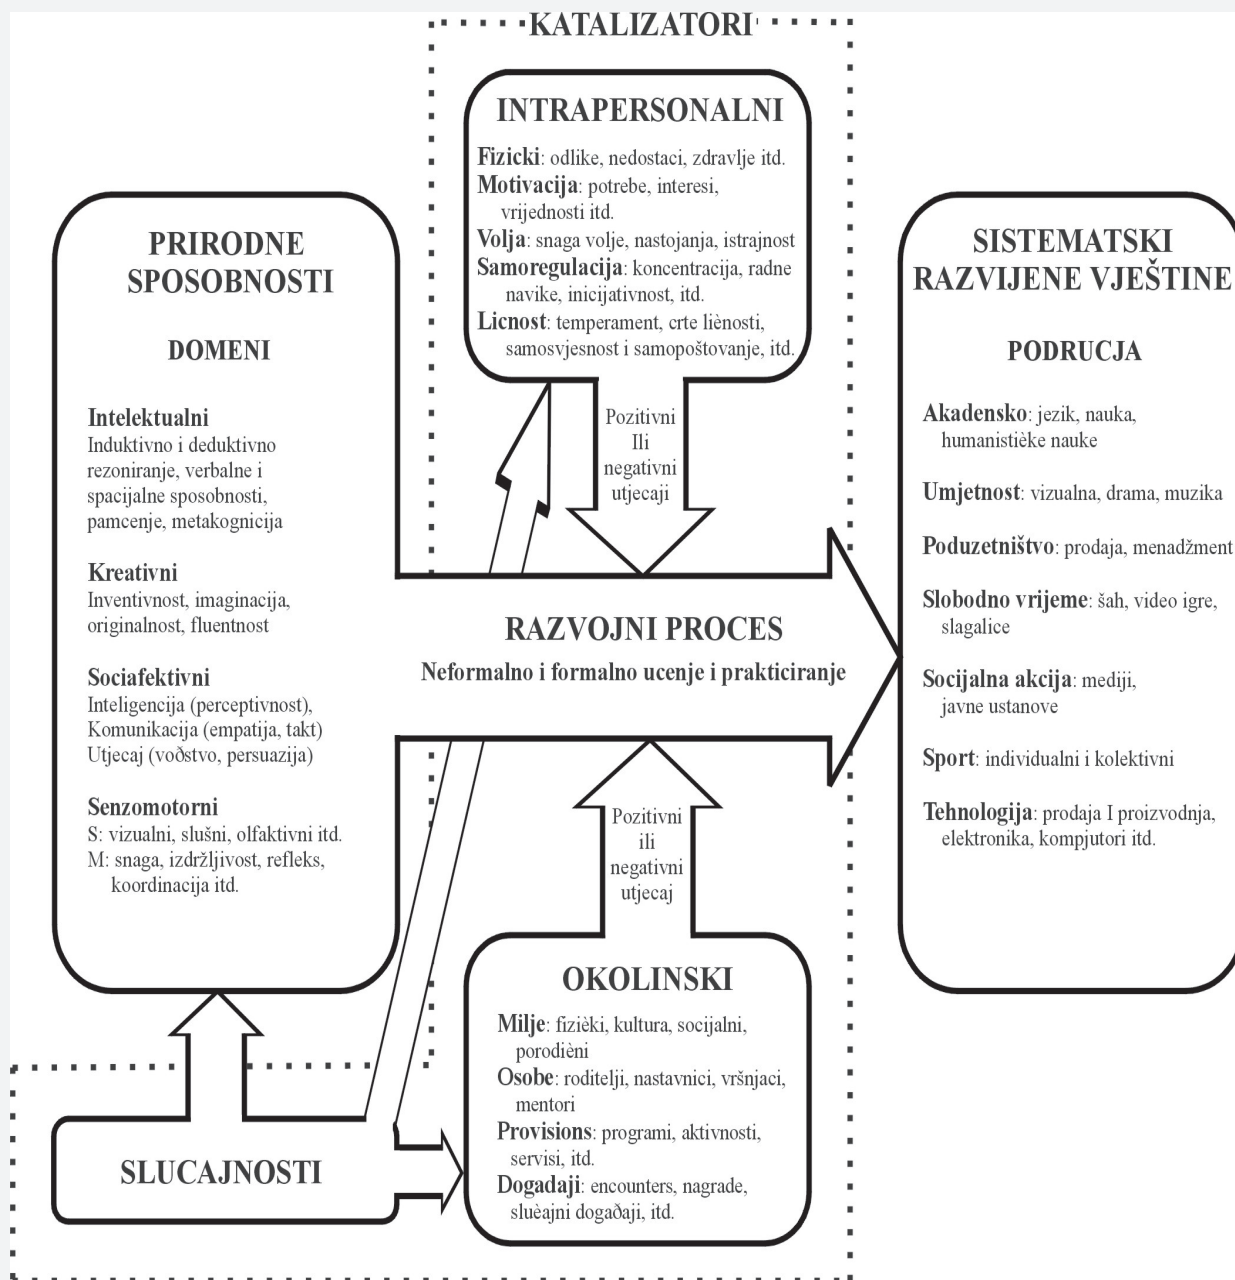 KATALIZATORI
INTRAPERSONALNI
Fizicki: odlike, nedostaci, zdravlje itd.
Motivacija: potrebe, interesi,
vrijednosti itd.
Volja: snaga volje, nastojanja, istrajnost
Samoregulacija: koncentracija, radne
navike, inicijativnost, itd.
Licnost: temperament, crte liènosti,
samosvjesnost i samopoštovanje, itd.
Pozitivni
Ili
negativni
utjecaji
PRIRODNE
SPOSOBNOSTI
DOMENI
Intelektualni
Induktivno i deduktivno
rezoniranje, verbalne i
spacijalne sposobnosti,
pamcenje, metakognicija
Kreativni
Inventivnost, imaginacija,
originalnost, fluentnost
Sociafektivni
Inteligencija (perceptivnost),
Komunikacija (empatija, takt)
Utjecaj (voðstvo, persuazija)
Senzomotorni
S: vizualni, slušni, olfaktivni itd.
M: snaga, izdržljivost, refleks,
koordinacija itd.
RAZVOJNI PROCES
Neformalno i formalno ucenje i prakticiranje
SISTEMATSKI
RAZVIJENE VJEŠTINE
PODRUCJA
Akadensko: jezik, nauka,
humanistièke nauke
Umjetnost: vizualna, drama, muzika
Poduzetništvo: prodaja, menadžment
Slobodno vrijeme: šah, video igre,
slagalice
Socijalna akcija: mediji,
javne ustanove
Sport: individualni i kolektivni
Tehnologija: prodaja I proizvodnja,
elektronika, kompjutori itd.
Pozitivni
ili
negativni
utjecaj
OKOLINSKI
Milje: fizièki, kultura, socijalni,
porodièni
Osobe: roditelji, nastavnici, vršnjaci,
mentori
Provisions: programi, aktivnosti,
servisi, itd.
Dogadaji: encounters, nagrade,
sluèajni dogaðaji, itd.
SLUCAJNOSTI